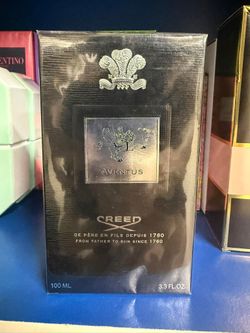 ENTINO
AVENTUS
CREED
DE PÈRE EN FILS DEPUIS 1760
FROM FATHER TO SON SINCE 1760
100 ML
3.3 FL.OZ